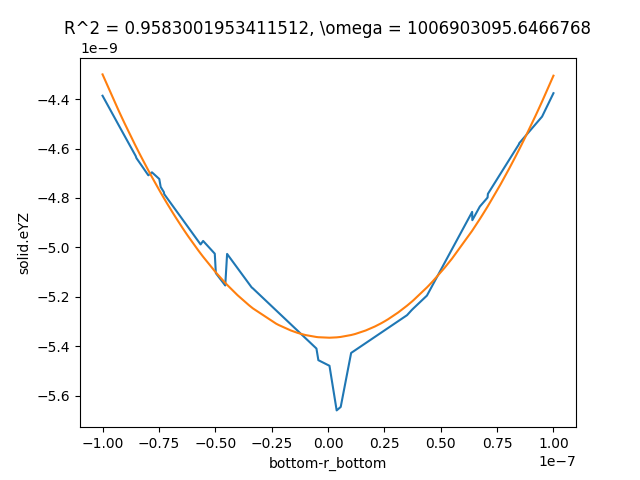 R^2 = 0.9583001953411512, \omega = 1006903095.6466768
1e−9
−4.4
−4.6
−4.8
−5.0
−5.2
−5.4
−5.6
solid.eYZ
−1.00 −0.75 −0.50 −0.25 0.00 0.25 0.50 0.75 1.00
1e−7
bottom-r_bottom